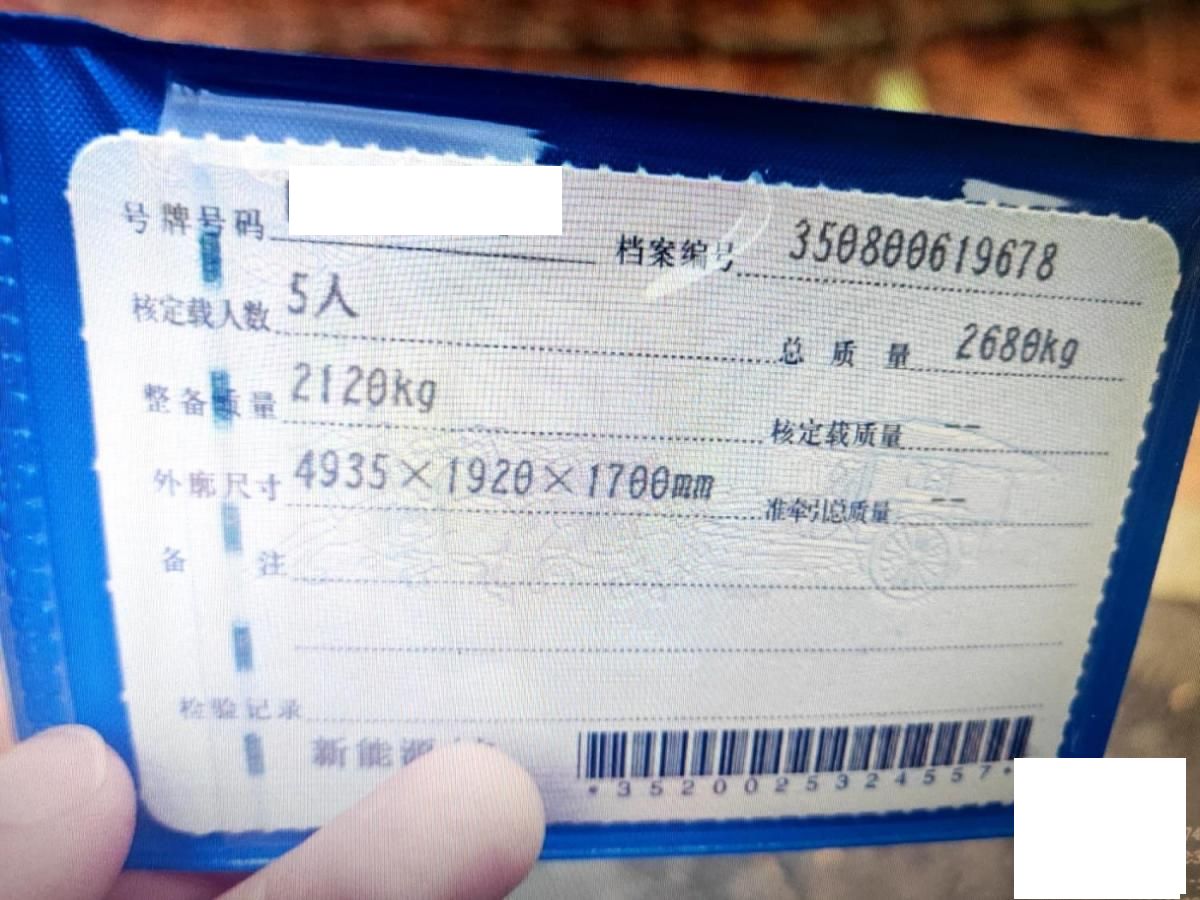 号牌号码
档案编号 350800619678
核定载人数 5人
总质量 2680kg
整备质量 2120kg
核定载质量 --
外廓尺寸 4935×1920×1700mm
准牵引总质量 --
备注
检验记录
新能源
*3520025324557*